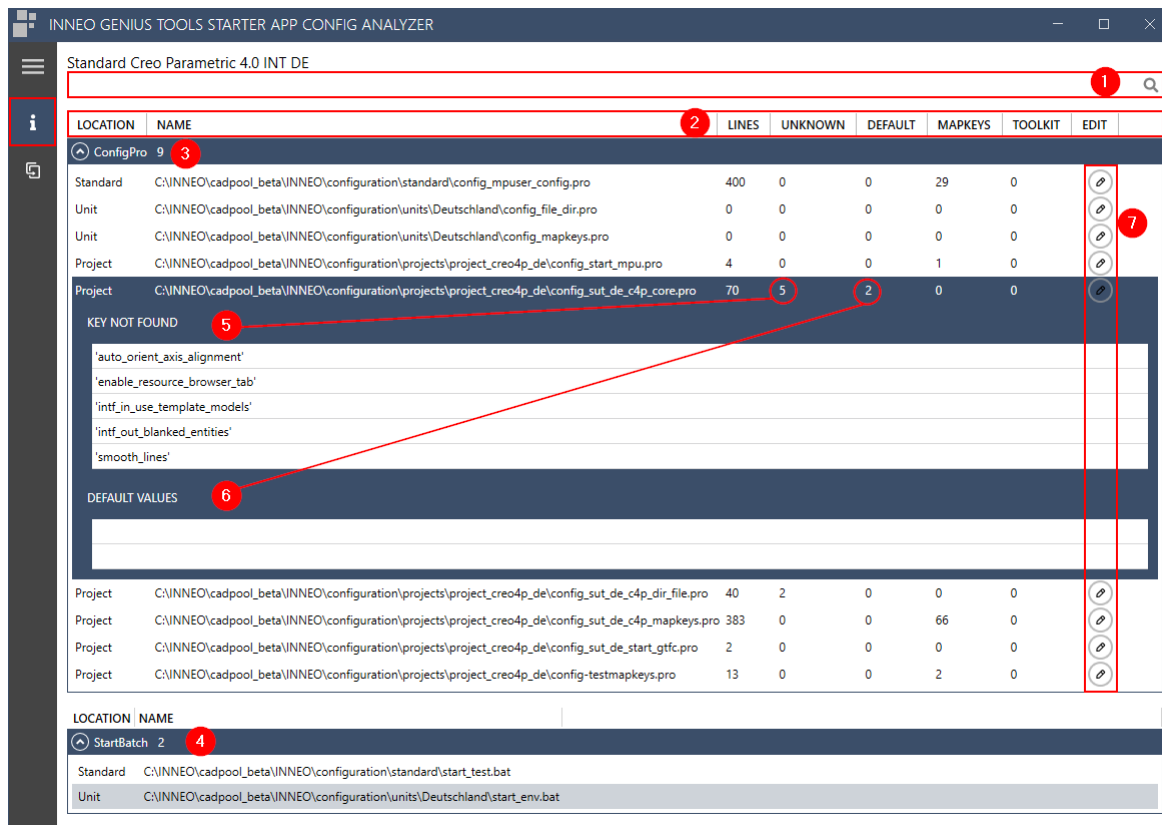 INNEO GENIUS TOOLS STARTER APP CONFIG ANALYZER
Standard Creo Parametric 4.0 INT DE
1
LOCATION NAME 2 LINES UNKNOWN DEFAULT MAPKEYS TOOLKIT EDIT
ConfigPro 9 3
Standard C:\INNEO\cadpool_beta\INNEO\configuration\standard\config_mpuser_config.pro 400 0 0 29 0
Unit C:\INNEO\cadpool_beta\INNEO\configuration\units\Deutschland\config_file_dir.pro 0 0 0 0 0
7
Unit C:\INNEO\cadpool_beta\INNEO\configuration\units\Deutschland\config_mapkeys.pro 0 0 0 0 0
Project C:\INNEO\cadpool_beta\INNEO\configuration\projects\project_creo4p_de\config_start_mpu.pro 4 0 0 1 0
Project C:\INNEO\cadpool_beta\INNEO\configuration\projects\project_creo4p_de\config_sut_de_c4p_core.pro 70 5 2 0 0
KEY NOT FOUND 5
'auto_orient_axis_alignment'
'enable_resource_browser_tab'
'intf_in_use_template_models'
'intf_out_blanked_entities'
'smooth_lines'
DEFAULT VALUES 6
Project C:\INNEO\cadpool_beta\INNEO\configuration\projects\project_creo4p_de\config_sut_de_c4p_dir_file.pro 40 2 0 0 0
Project C:\INNEO\cadpool_beta\INNEO\configuration\projects\project_creo4p_de\config_sut_de_c4p_mapkeys.pro 383 0 0 66 0
Project C:\INNEO\cadpool_beta\INNEO\configuration\projects\project_creo4p_de\config_sut_de_start_gtfc.pro 2 0 0 0 0
Project C:\INNEO\cadpool_beta\INNEO\configuration\projects\project_creo4p_de\config-testmapkeys.pro 13 0 0 2 0
LOCATION NAME
StartBatch 2 4
Standard C:\INNEO\cadpool_beta\INNEO\configuration\standard\start_test.bat
Unit C:\INNEO\cadpool_beta\INNEO\configuration\units\Deutschland\start_env.bat